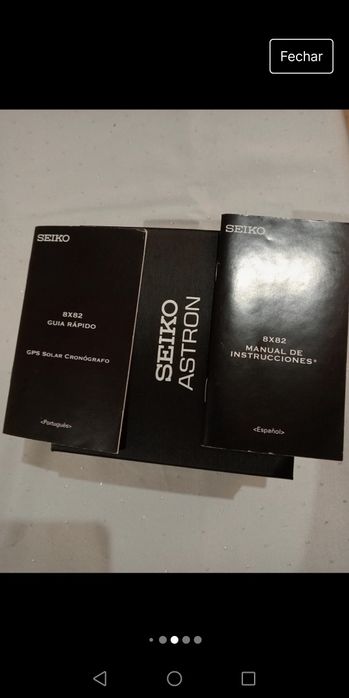 Fechar
SEIKO
8X82
GUIA RÁPIDO
GPS SOLAR CRONÓGRAFO
<Português>
SEIKO
ASTRON
SEIKO
8X82
MANUAL DE
INSTRUCCIONES*
<Español>